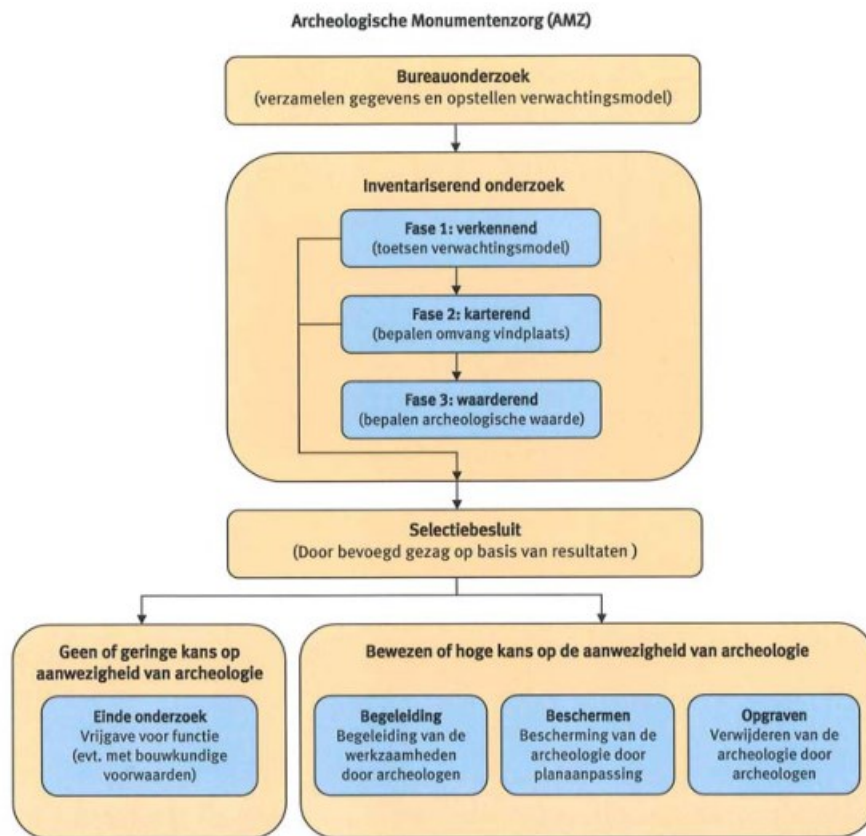 Archeologische Monumentenzorg (AMZ)
Bureauonderzoek
(verzamelen gegevens en opstellen verwachtingsmodel)
Inventariserend onderzoek
Fase 1: verkennend
(toetsen verwachtingsmodel)
Fase 2: karterend
(bepalen omvang vindplaats)
Fase 3: waarderend
(bepalen archeologische waarde)
Selectiebesluit
(Door bevoegd gezag op basis van resultaten )
Geen of geringe kans op
aanwezigheid van archeologie
Einde onderzoek
Vrijgave voor functie
(evt. met bouwkundige
voorwaarden)
Bewezen of hoge kans op de aanwezigheid van archeologie
Begeleiding
Begeleiding van de
werkzaamheden
door archeologen
Beschermen
Bescherming van de
archeologie door
planaanpassing
Opgraven
Verwijderen van de
archeologie door
archeologen